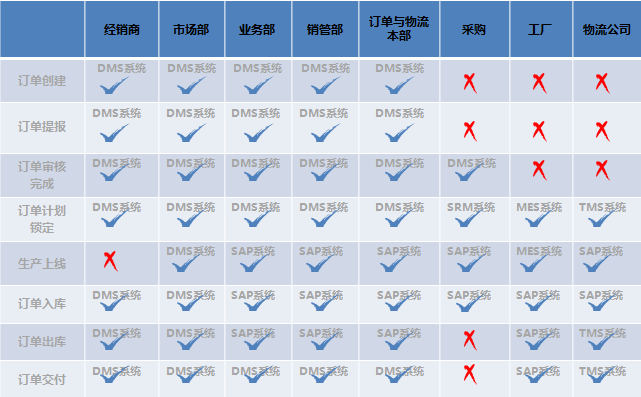 经销商 市场部 业务部 销管部 订单与物流本部 采购 工厂 物流公司
订单创建 DMS系统 DMS系统 DMS系统 DMS系统 DMS系统
订单提报 DMS系统 DMS系统 DMS系统 DMS系统 DMS系统
订单审核完成 DMS系统 DMS系统 DMS系统 DMS系统 DMS系统 DMS系统
订单计划锁定 DMS系统 DMS系统 DMS系统 DMS系统 DMS系统 SRM系统 MES系统 TMS系统
生产上线 DMS系统 SAP系统 SAP系统 SAP系统 SAP系统 MES系统 SAP系统
订单入库 DMS系统 DMS系统 SAP系统 SAP系统 SAP系统 SAP系统 SAP系统 SAP系统
订单出库 DMS系统 DMS系统 SAP系统 SAP系统 SAP系统 SAP系统 TMS系统
订单交付 DMS系统 DMS系统 DMS系统 DMS系统 DMS系统 SAP系统 TMS系统